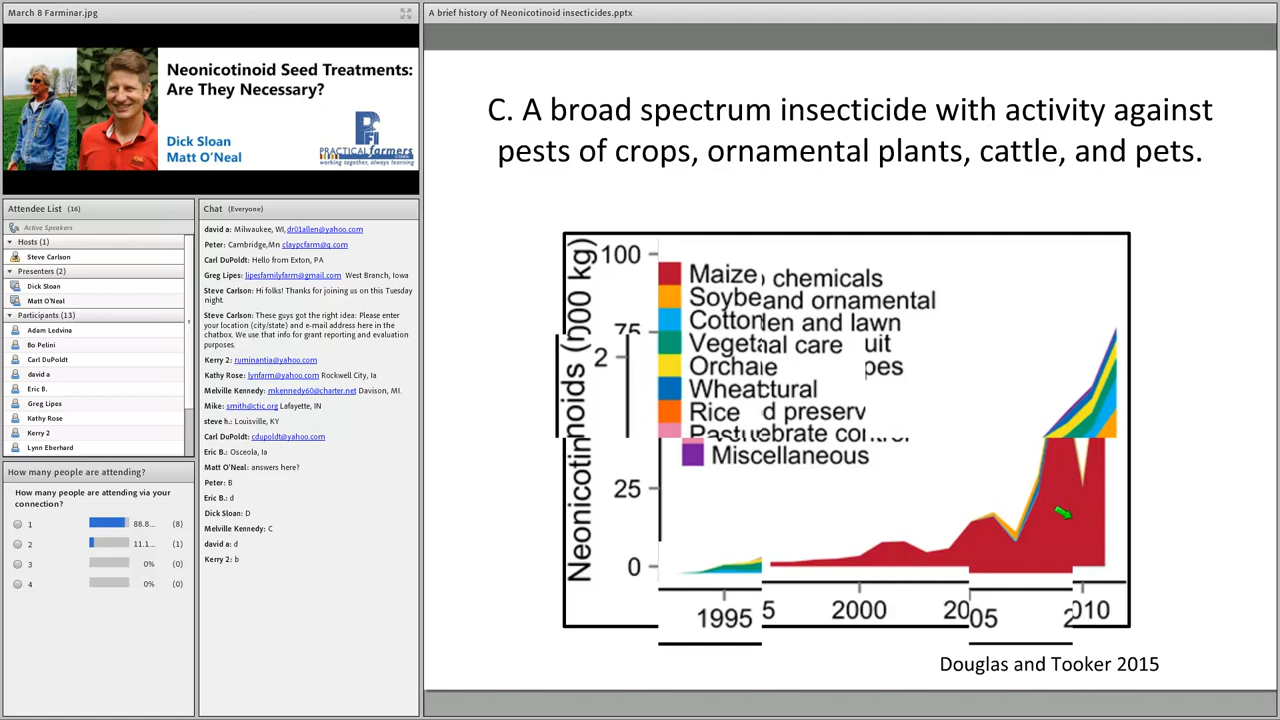 March 8 Farminar.jpg
Neonicotinoid Seed Treatments:
Are They Necessary?
Dick Sloan
Matt O'Neal
PRACTICAL farmers
working together, always learning
Attendee List (16)
Active Speakers
Hosts (1)
Steve Carlson
Presenters (2)
Dick Sloan
Matt O'Neal
Participants (13)
Adam Ledvina
Bo Pelini
Carl DuPoldt
david a
Eric B.
Greg Lipes
Kathy Rose
Kerry 2
Lynn Eberhard
How many people are attending?
How many people are attending via your
connection?
1 88.8... (8)
2 11.1... (1)
3 0% (0)
4 0% (0)
Chat (Everyone)
david a: Milwaukee, WI, dr01allen@yahoo.com
Peter: Cambridge,Mn claypcfarm@q.com
Carl DuPoldt: Hello from Exton, PA
Greg Lipes: lipesfamilyfarm@gmail.com West Branch, Iowa
Steve Carlson: Hi folks! Thanks for joining us on this Tuesday
night.
Steve Carlson: These guys got the right idea: Please enter
your location (city/state) and e-mail address here in the
chatbox. We use that info for grant reporting and evaluation
purposes.
Kerry 2: ruminantia@yahoo.com
Kathy Rose: lynfarm@yahoo.com Rockwell City, Ia
Melville Kennedy: mkennedy60@charter.net Davison, MI.
Mike: smith@ctic.org Lafayette, IN
steve h.: Louisville, KY
Carl DuPoldt: cdupoldt@yahoo.com
Eric B.: Osceola, Ia
Matt O'Neal: answers here?
Peter: B
Eric B.: d
Dick Sloan: D
Melville Kennedy: C
david a: d
Kerry 2: b
A brief history of Neonicotinoid insecticides.pptx
C. A broad spectrum insecticide with activity against
pests of crops, ornamental plants, cattle, and pets.
100
75
2
25
0
Maize chemicals
Soybe and ornamental
Cotton en and lawn
Veget al care uit
Orcha pes
Wheat tural
Rice d preserv
Miscellaneous
1995 5 2000 20 05 2 010
Douglas and Tooker 2015